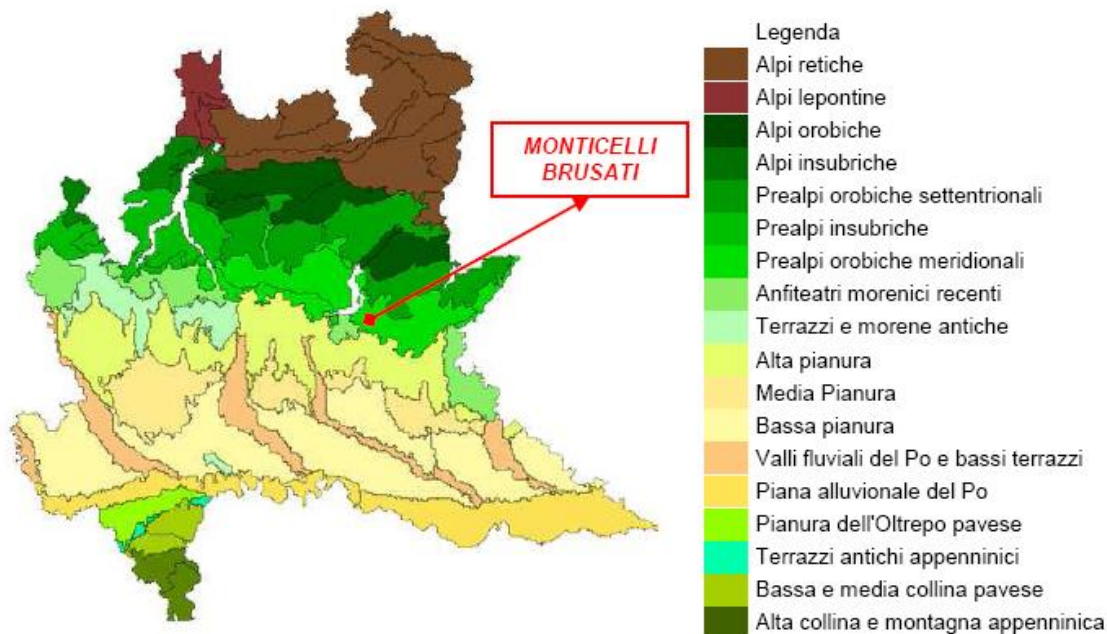 Legenda
Alpi retiche
Alpi lepontine
Alpi orobiche
Alpi insubriche
Prealpi orobiche settentrionali
Prealpi insubriche
Prealpi orobiche meridionali
Anfiteatri morenici recenti
Terrazzi e morene antiche
Alta pianura
Media Pianura
Bassa pianura
Valli fluviali del Po e bassi terrazzi
Piana alluvionale del Po
Pianura dell'Oltrepo pavese
Terrazzi antichi appenninici
Bassa e media collina pavese
Alta collina e montagna appenninica
MONTICELLI
BRUSATI